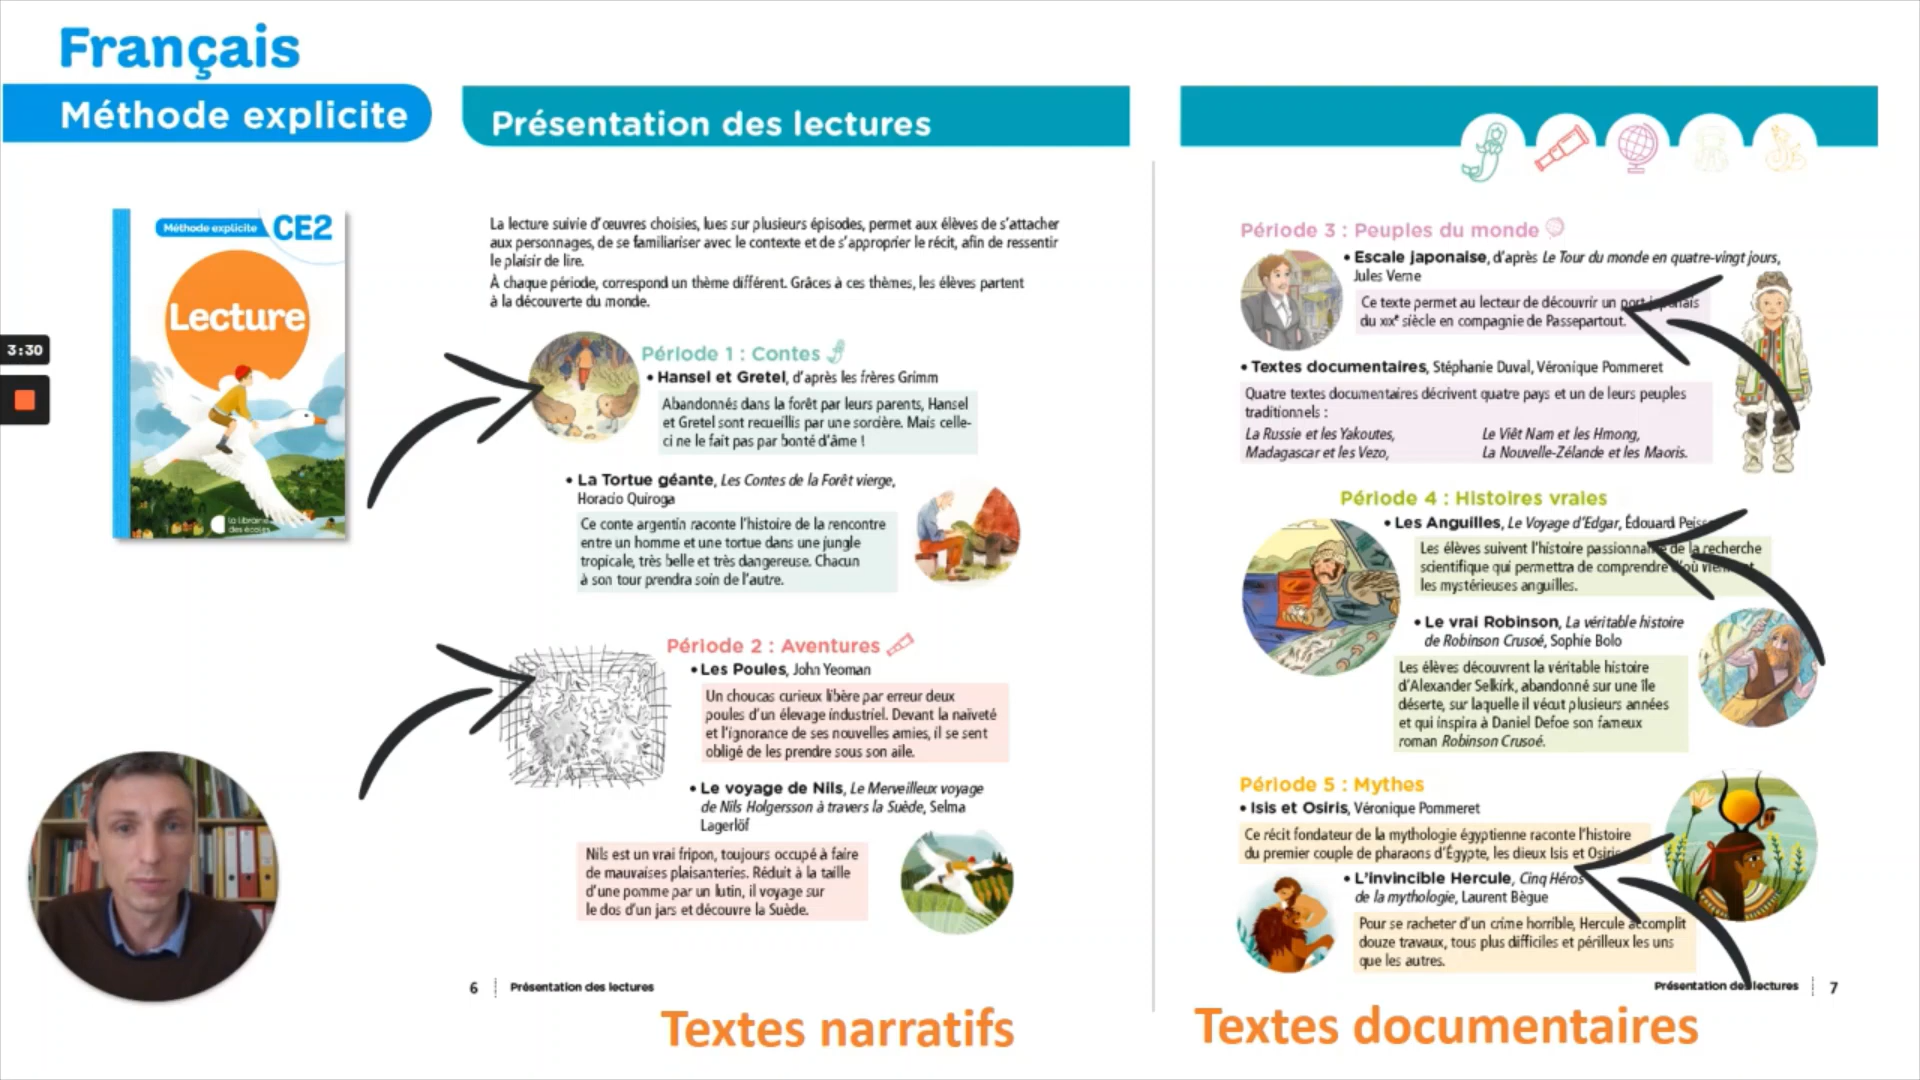 Français
Méthode explicite
Présentation des lectures
Méthode explicite
CE2
Lecture
la librairie
des écoles
3:30
La lecture suivie d'œuvres choisies, lues sur plusieurs épisodes, permet aux élèves de s'attacher
aux personnages, de se familiariser avec le contexte et de s'approprier le récit, afin de ressentir
le plaisir de lire.
À chaque période, correspond un thème différent. Grâces à ces thèmes, les élèves partent
à la découverte du monde.
Période 1 : Contes
• Hansel et Gretel, d'après les frères Grimm
Abandonnés dans la forêt par leurs parents, Hansel
et Gretel sont recueillis par une sorcière. Mais celle-
ci ne le fait pas par bonté d'âme !
• La Tortue géante, Les Contes de la Forêt vierge,
Horacio Quiroga
Ce conte argentin raconte l'histoire de la rencontre
entre un homme et une tortue dans une jungle
tropicale, très belle et très dangereuse. Chacun
à son tour prendra soin de l'autre.
Période 2 : Aventures
• Les Poules, John Yeoman
Un choucas curieux libère par erreur deux
poules d'un élevage industriel. Devant la naïveté
et l'ignorance de ses nouvelles amies, il se sent
obligé de les prendre sous son aile.
• Le voyage de Nils, Le Merveilleux voyage
de Nils Holgersson à travers la Suède, Selma
Lagerlöf
Nils est un vrai fripon, toujours occupé à faire
de mauvaises plaisanteries. Réduit à la taille
d'une pomme par un lutin, il voyage sur
le dos d'un jars et découvre la Suède.
6 Présentation des lectures
Textes narratifs
Période 3 : Peuples du monde
• Escale japonaise, d'après Le Tour du monde en quatre-vingt jours,
Jules Verne
Ce texte permet au lecteur de découvrir un port japonais
du XIXe siècle en compagnie de Passepartout.
• Textes documentaires, Stéphanie Duval, Véronique Pommeret
Quatre textes documentaires décrivent quatre pays et un de leurs peuples
traditionnels :
La Russie et les Yakoutes, Le Viêt Nam et les Hmong,
Madagascar et les Vezo, La Nouvelle-Zélande et les Maoris.
Période 4 : Histoires vraies
• Les Anguilles, Le Voyage d'Edgar, Édouard
Les élèves suivent l'histoire passionnante de la recherche
scientifique qui permettra de comprendre d'où viennent
les mystérieuses anguilles.
• Le vrai Robinson, La véritable histoire
de Robinson Crusoé, Sophie Bolo
Les élèves découvrent la véritable histoire
d'Alexander Selkirk, abandonné sur une île
déserte, sur laquelle il vécut plusieurs années
et qui inspira à Daniel Defoe son fameux
roman Robinson Crusoé.
Période 5 : Mythes
• Isis et Osiris, Véronique Pommeret
Ce récit fondateur de la mythologie égyptienne raconte l'histoire
du premier couple de pharaons d'Égypte, les dieux Isis et Osiris
• L'invincible Hercule, Cinq Héros
de la mythologie, Laurent Bègue
Pour se racheter d'un crime horrible, Hercule accomplit
douze travaux, tous plus difficiles et périlleux les uns
que les autres.
Présentation des lectures 7
Textes documentaires